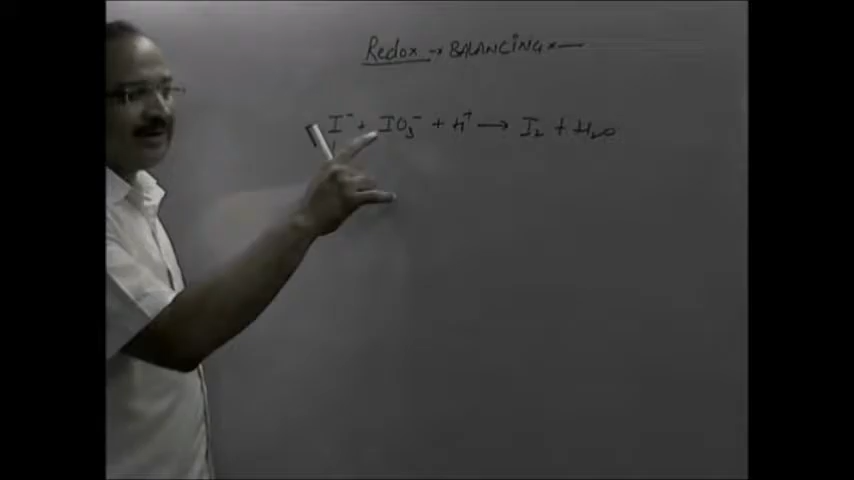 Redox → BALANCING
I⁻ + IO₃⁻ + H⁺ → I₂ + H₂O